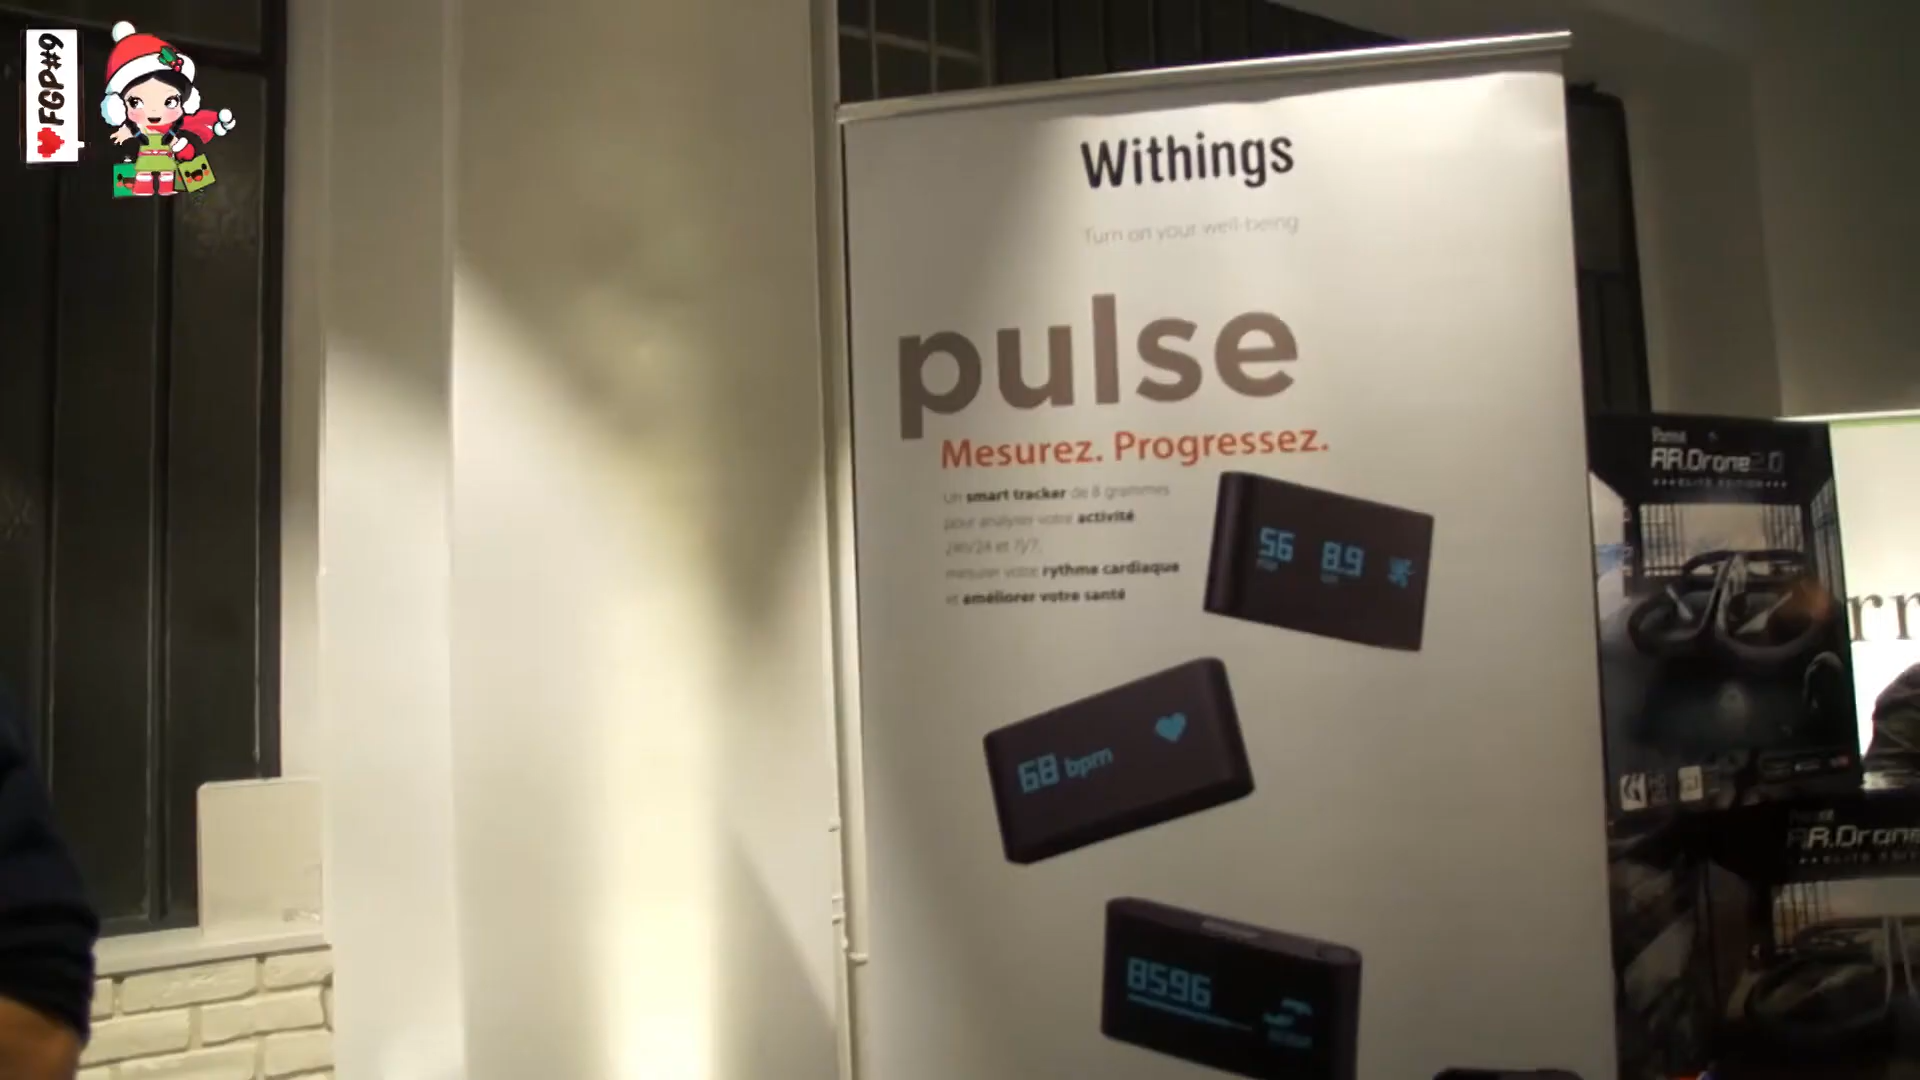 FGP#9
Withings
Turn on your well-being
pulse
Mesurez. Progressez.
Un smart tracker de 8 grammes
pour analyser votre activité
24h/24 et 7j/7,
mesurer votre rythme cardiaque
et améliorer votre santé
56
8.9
68 bpm
8596
Parrot
AR.Drone 2.0
ELITE EDITION
AR.Drone